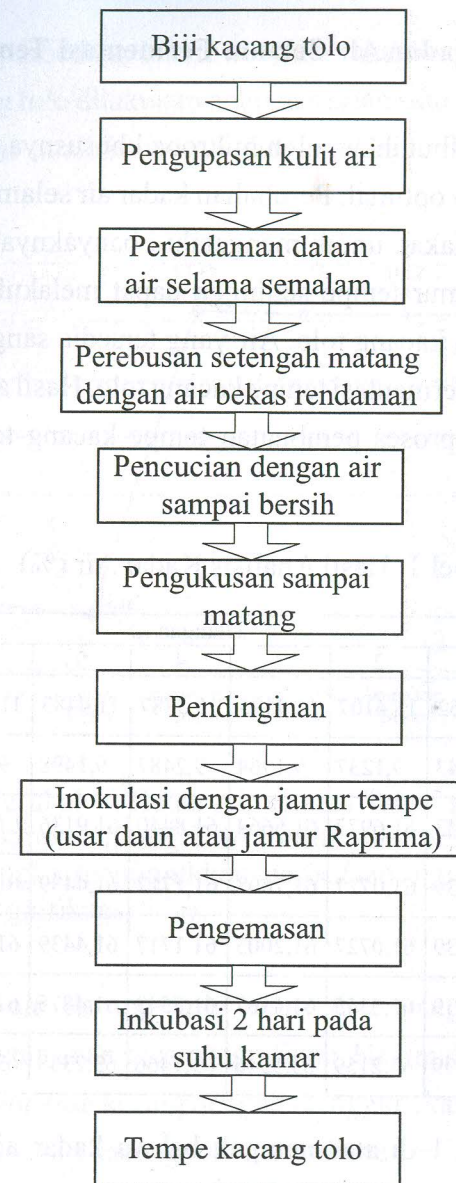 Biji kacang tolo
Pengupasan kulit ari
Perendaman dalam
air selama semalam
Perebusan setengah matang
dengan air bekas rendaman
Pencucian dengan air
sampai bersih
Pengukusan sampai
matang
Pendinginan
Inokulasi dengan jamur tempe
(usar daun atau jamur Raprima)
Pengemasan
Inkubasi 2 hari pada
suhu kamar
Tempe kacang tolo